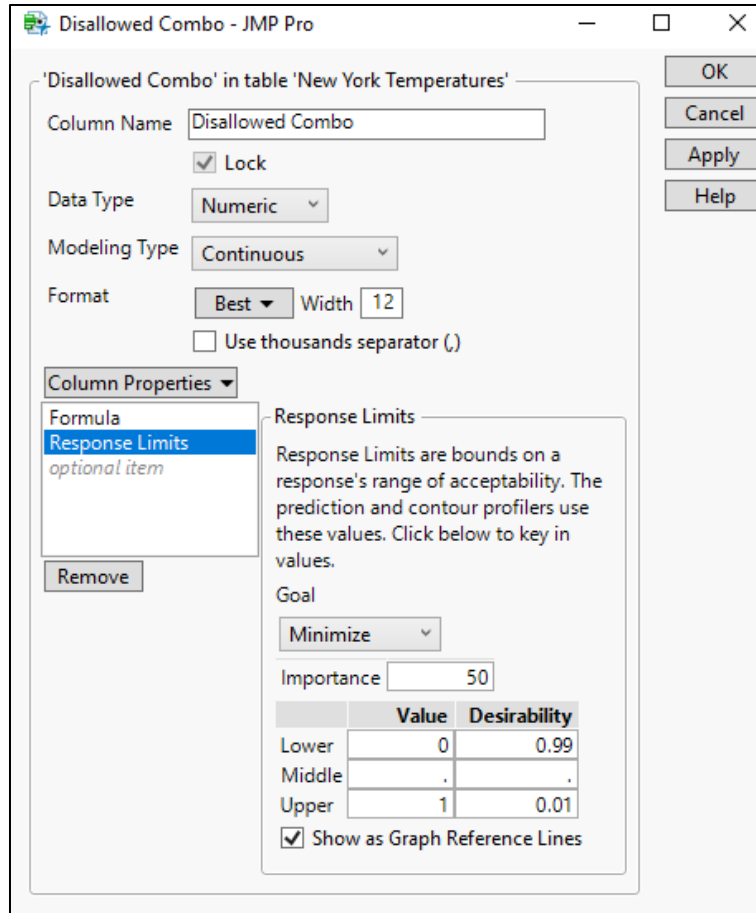 Disallowed Combo - JMP Pro
'Disallowed Combo' in table 'New York Temperatures'
OK
Cancel
Apply
Help
Column Name Disallowed Combo
Lock
Data Type Numeric
Modeling Type Continuous
Format Best Width 12
Use thousands separator (,)
Column Properties
Formula
Response Limits
optional item
Remove
Response Limits
Response Limits are bounds on a
response's range of acceptability. The
prediction and contour profilers use
these values. Click below to key in
values.
Goal
Minimize
Importance 50
Value Desirability
Lower 0 0.99
Middle . .
Upper 1 0.01
Show as Graph Reference Lines